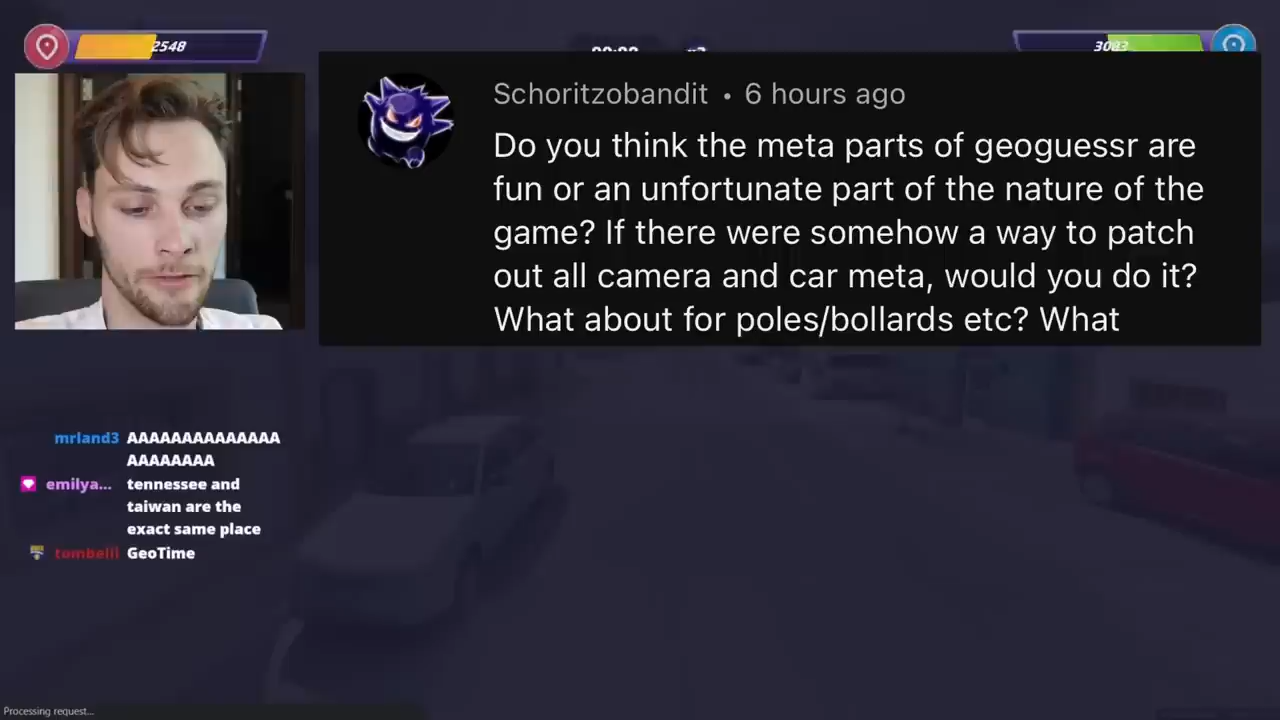 2548
3003
Schoritzobandit • 6 hours ago
Do you think the meta parts of geoguessr are
fun or an unfortunate part of the nature of the
game? If there were somehow a way to patch
out all camera and car meta, would you do it?
What about for poles/bollards etc? What
mrland3 AAAAAAAAAAAAAA
AAAAAAAA
emilya... tennessee and
taiwan are the
exact same place
GeoTime
Processing request...